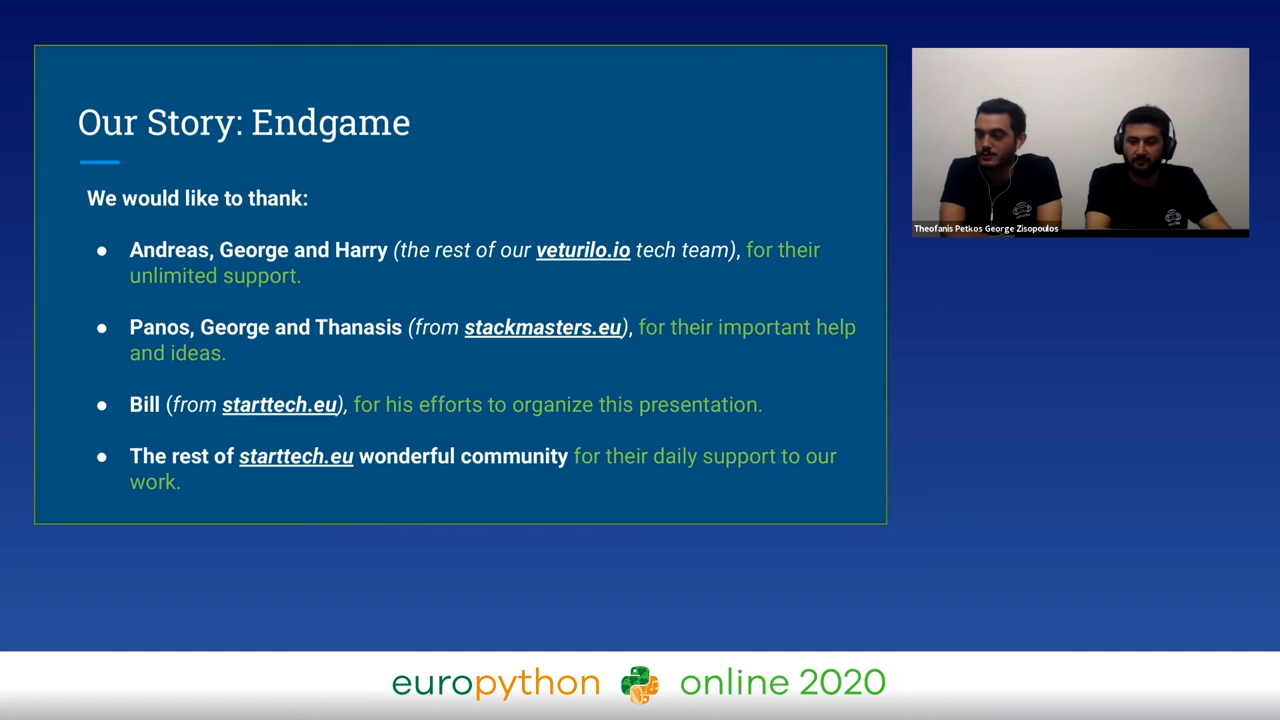 Our Story: Endgame
We would like to thank:
● Andreas, George and Harry (the rest of our veturilo.io tech team), for their
unlimited support.
● Panos, George and Thanasis (from stackmasters.eu), for their important help
and ideas.
● Bill (from starttech.eu), for his efforts to organize this presentation.
● The rest of starttech.eu wonderful community for their daily support to our
work.
Theofanis Petkos George Zisopoulos
europython online 2020